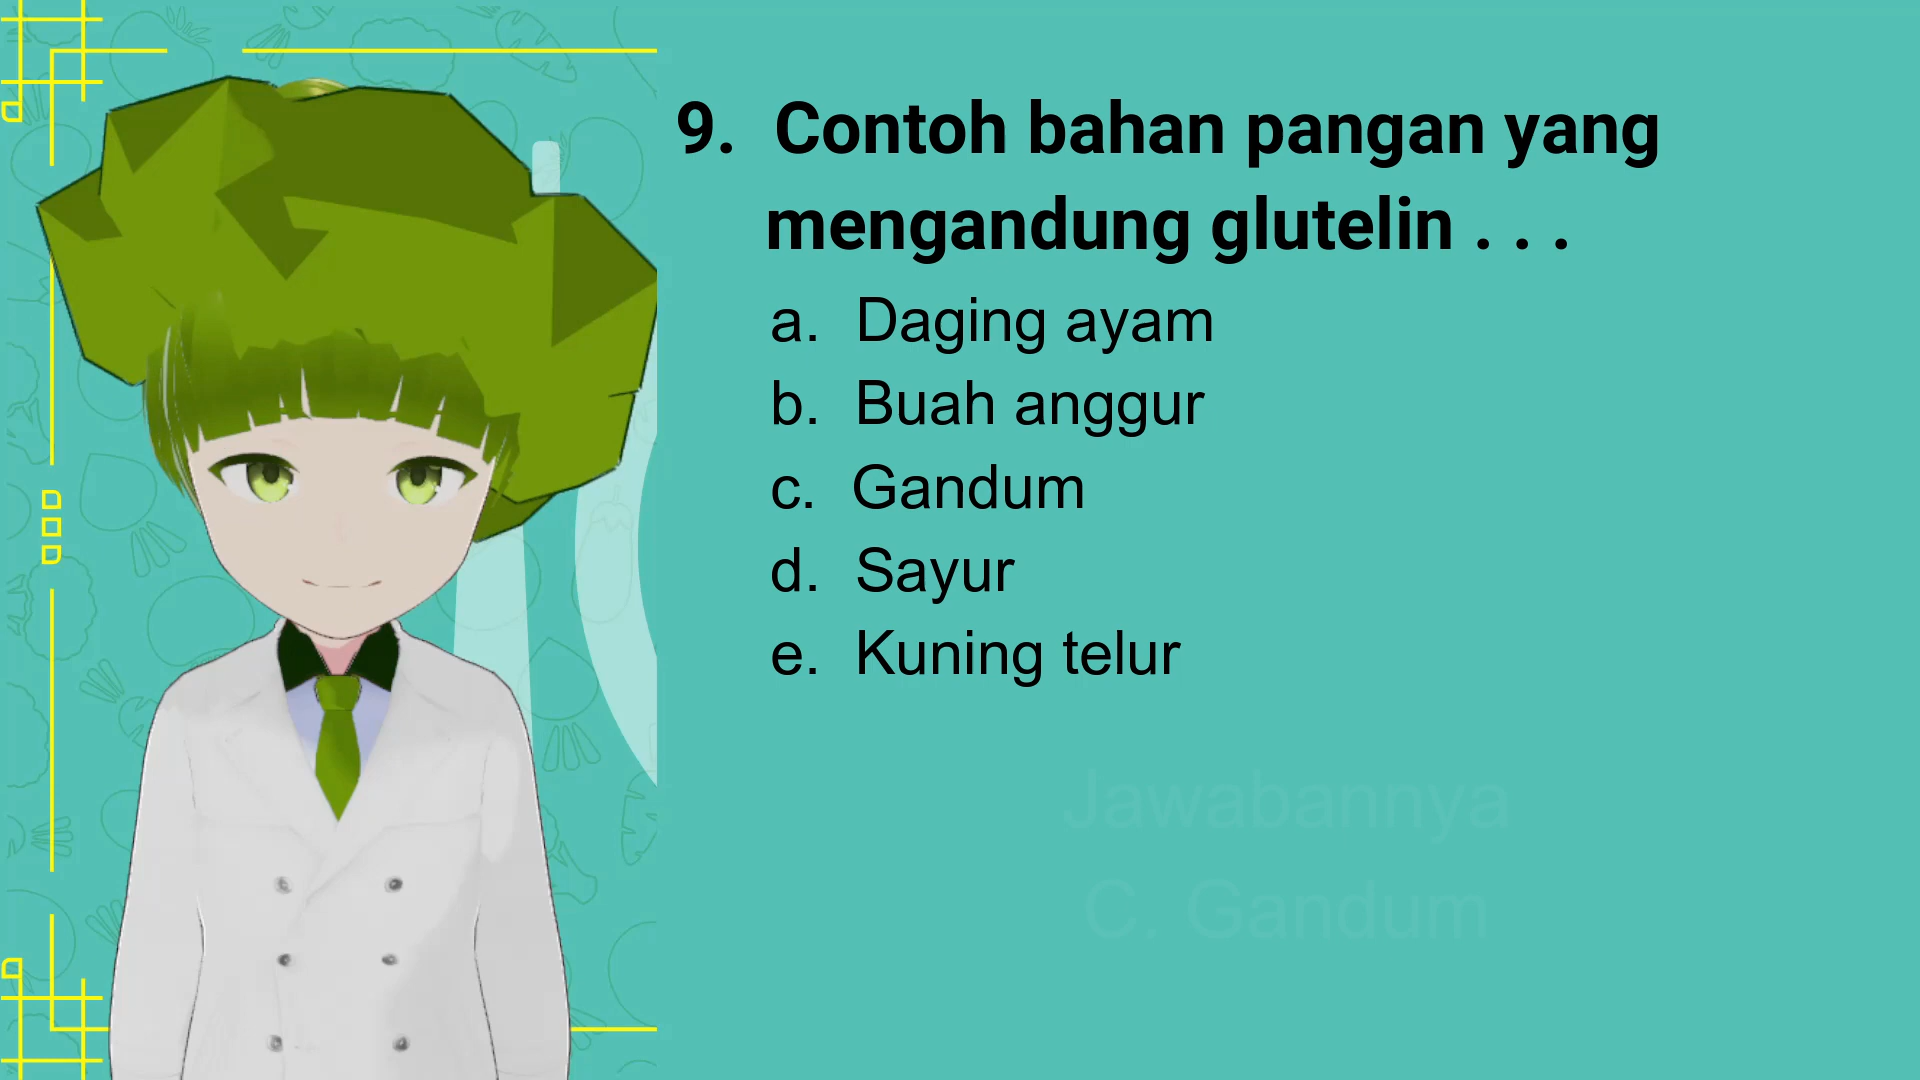 9. Contoh bahan pangan yang
mengandung glutelin . . .
a. Daging ayam
b. Buah anggur
c. Gandum
d. Sayur
e. Kuning telur
Jawabannya
C. Gandum